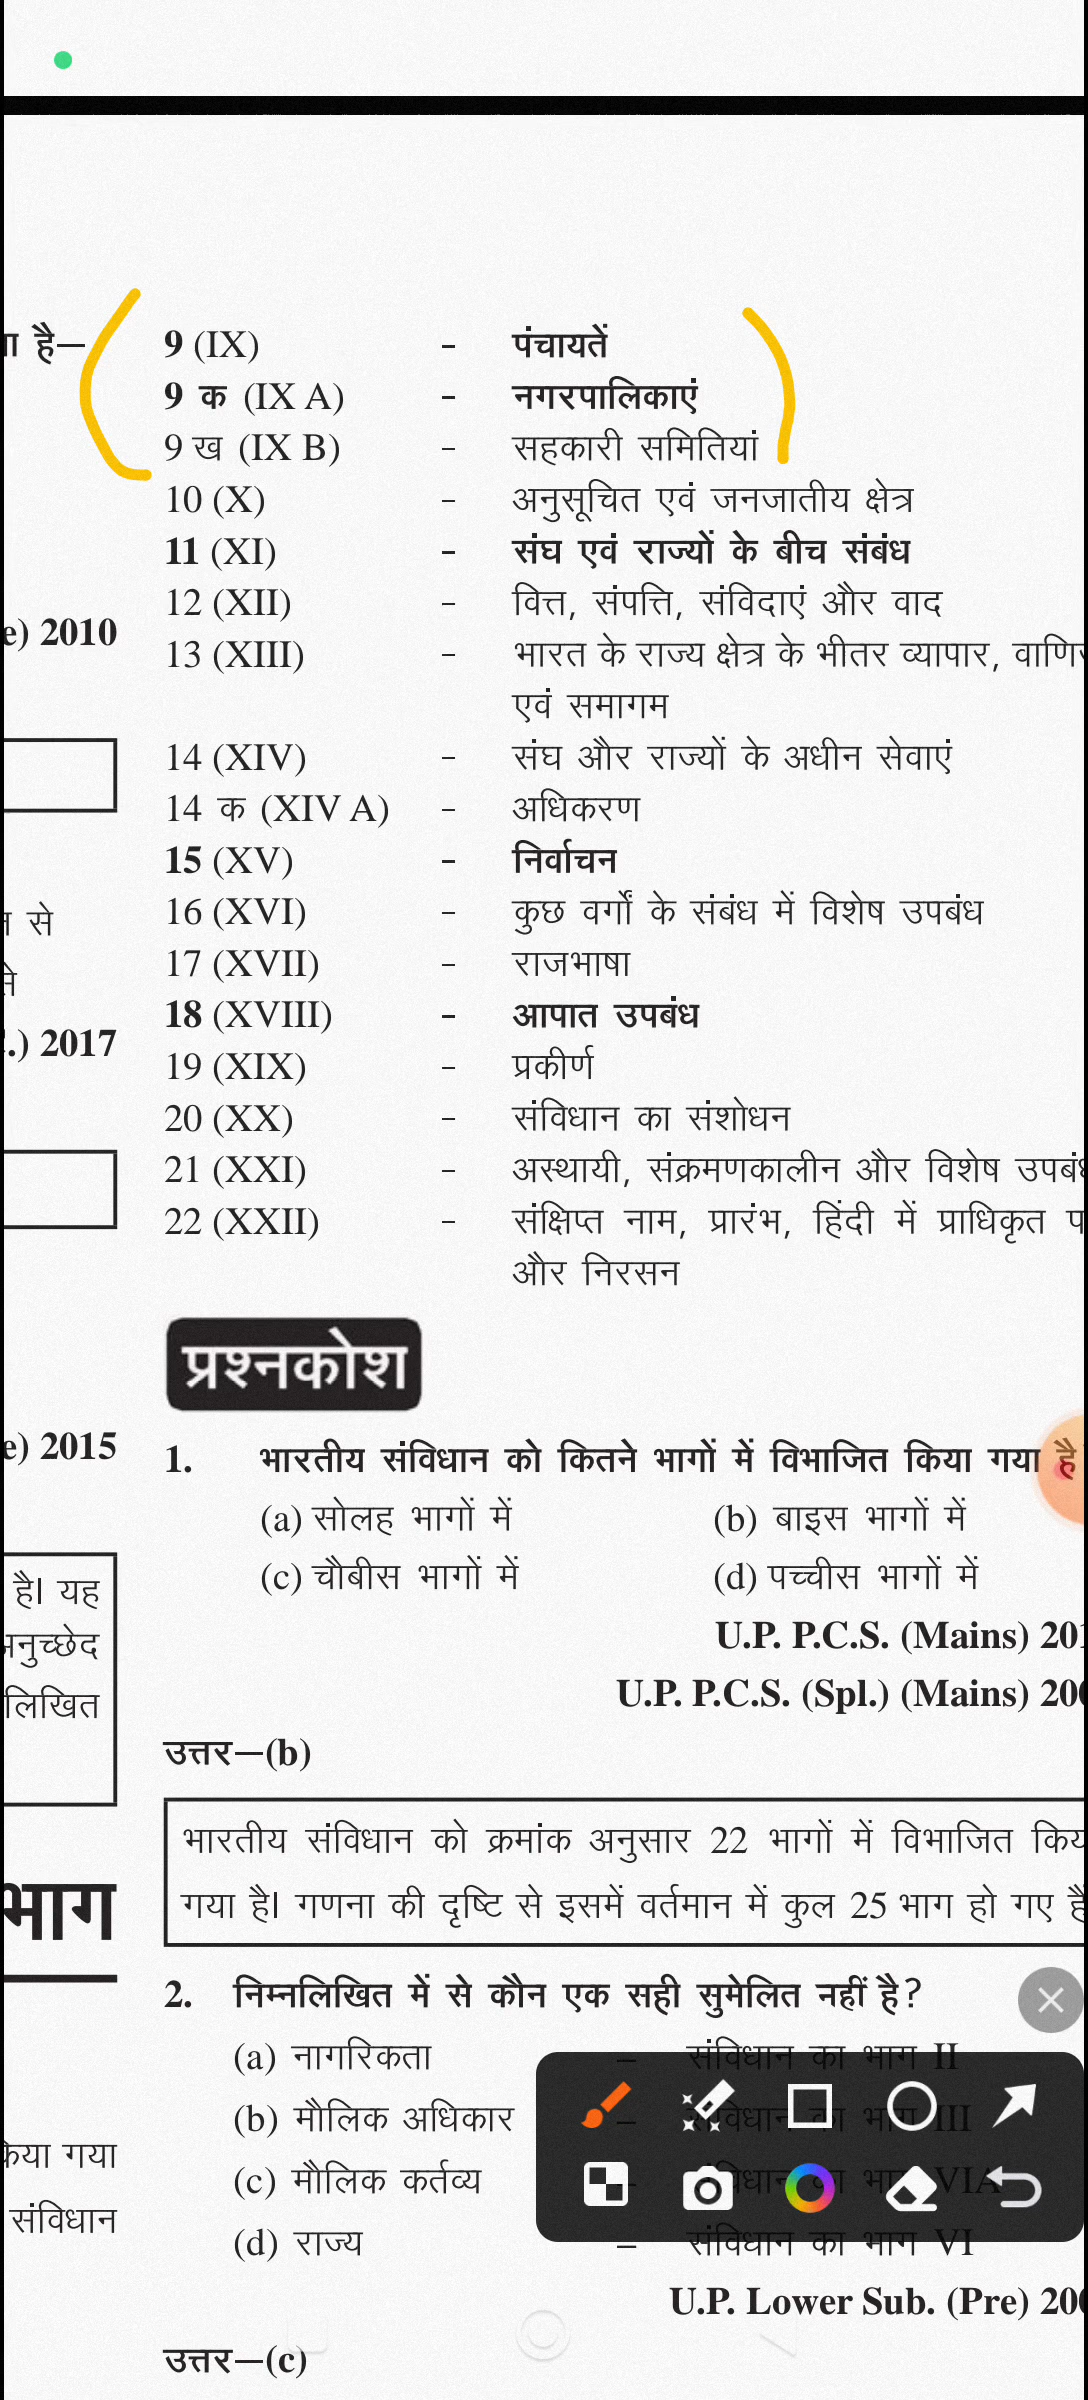 ा है–
e) 2010
से
से
.) 2017
e) 2015
है। यह
अनुच्छेद
लिखित
भाग
किया गया
संविधान
9 (IX) - पंचायतें
9 क (IX A) - नगरपालिकाएं
9 ख (IX B) - सहकारी समितियां
10 (X) - अनुसूचित एवं जनजातीय क्षेत्र
11 (XI) - संघ एवं राज्यों के बीच संबंध
12 (XII) - वित्त, संपत्ति, संविदाएं और वाद
13 (XIII) - भारत के राज्य क्षेत्र के भीतर व्यापार,
एवं समागम
14 (XIV) - संघ और राज्यों के अधीन सेवाएं
14 क (XIV A) - अधिकरण
15 (XV) - निर्वाचन
16 (XVI) - कुछ वर्गों के संबंध में विशेष उपबंध
17 (XVII) - राजभाषा
18 (XVIII) - आपात उपबंध
19 (XIX) - प्रकीर्ण
20 (XX) - संविधान का संशोधन
21 (XXI) - अस्थायी, संक्रमणकालीन और विशेष उपबंध
22 (XXII) - संक्षिप्त नाम, प्रारंभ, हिंदी में प्राधिकृत
और निरसन
प्रश्नकोश
1. भारतीय संविधान को कितने भागों में विभाजित किया गया है
(a) सोलह भागों में (b) बाइस भागों में
(c) चौबीस भागों में (d) पच्चीस भागों में
U.P. P.C.S. (Mains)
U.P. P.C.S. (Spl.) (Mains)
उत्तर–(b)
भारतीय संविधान को क्रमांक अनुसार 22 भागों में विभाजित
गया है। गणना की दृष्टि से इसमें वर्तमान में कुल 25 भाग हो गए हैं
2. निम्नलिखित में से कौन एक सही सुमेलित नहीं है?
(a) नागरिकता – संविधान का भाग II
(b) मौलिक अधिकार – संविधान का भाग III
(c) मौलिक कर्तव्य – संविधान का भाग VIA
(d) राज्य – संविधान का भाग VI
U.P. Lower Sub. (Pre)
उत्तर–(c)